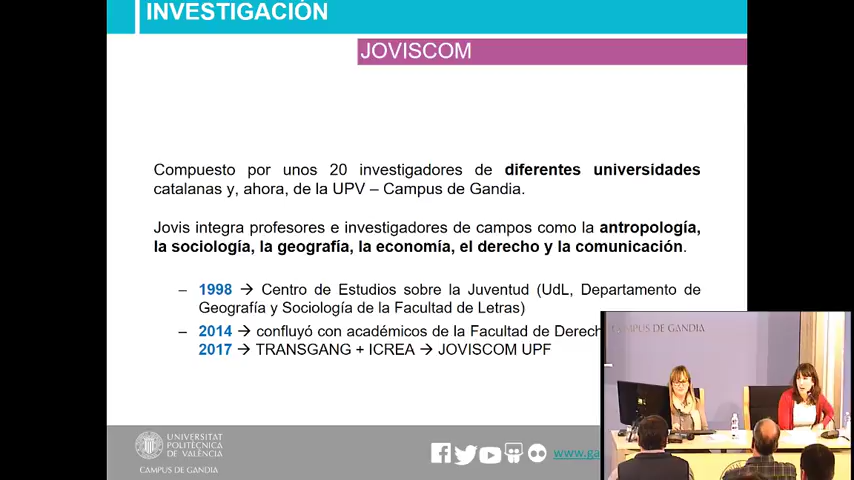 INVESTIGACIÓN
JOVISCOM
Compuesto por unos 20 investigadores de diferentes universidades
catalanas y, ahora, de la UPV – Campus de Gandia.
Jovis integra profesores e investigadores de campos como la antropología,
la sociología, la geografía, la economía, el derecho y la comunicación.
– 1998 → Centro de Estudios sobre la Juventud (UdL, Departamento de
Geografía y Sociología de la Facultad de Letras)
– 2014 → confluyó con académicos de la Facultad de Derech
2017 → TRANSGANG + ICREA → JOVISCOM UPF
CAMPUS DE GANDIA
UNIVERSITAT
POLITÈCNICA
DE VALÈNCIA
CAMPUS DE GANDIA
www.ga